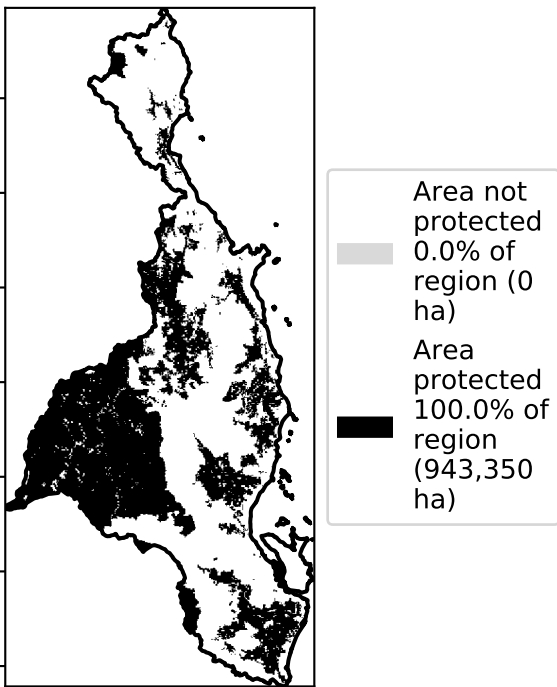 Area not
protected
0.0% of
region (0
ha)
Area
protected
100.0% of
region
(943,350
ha)